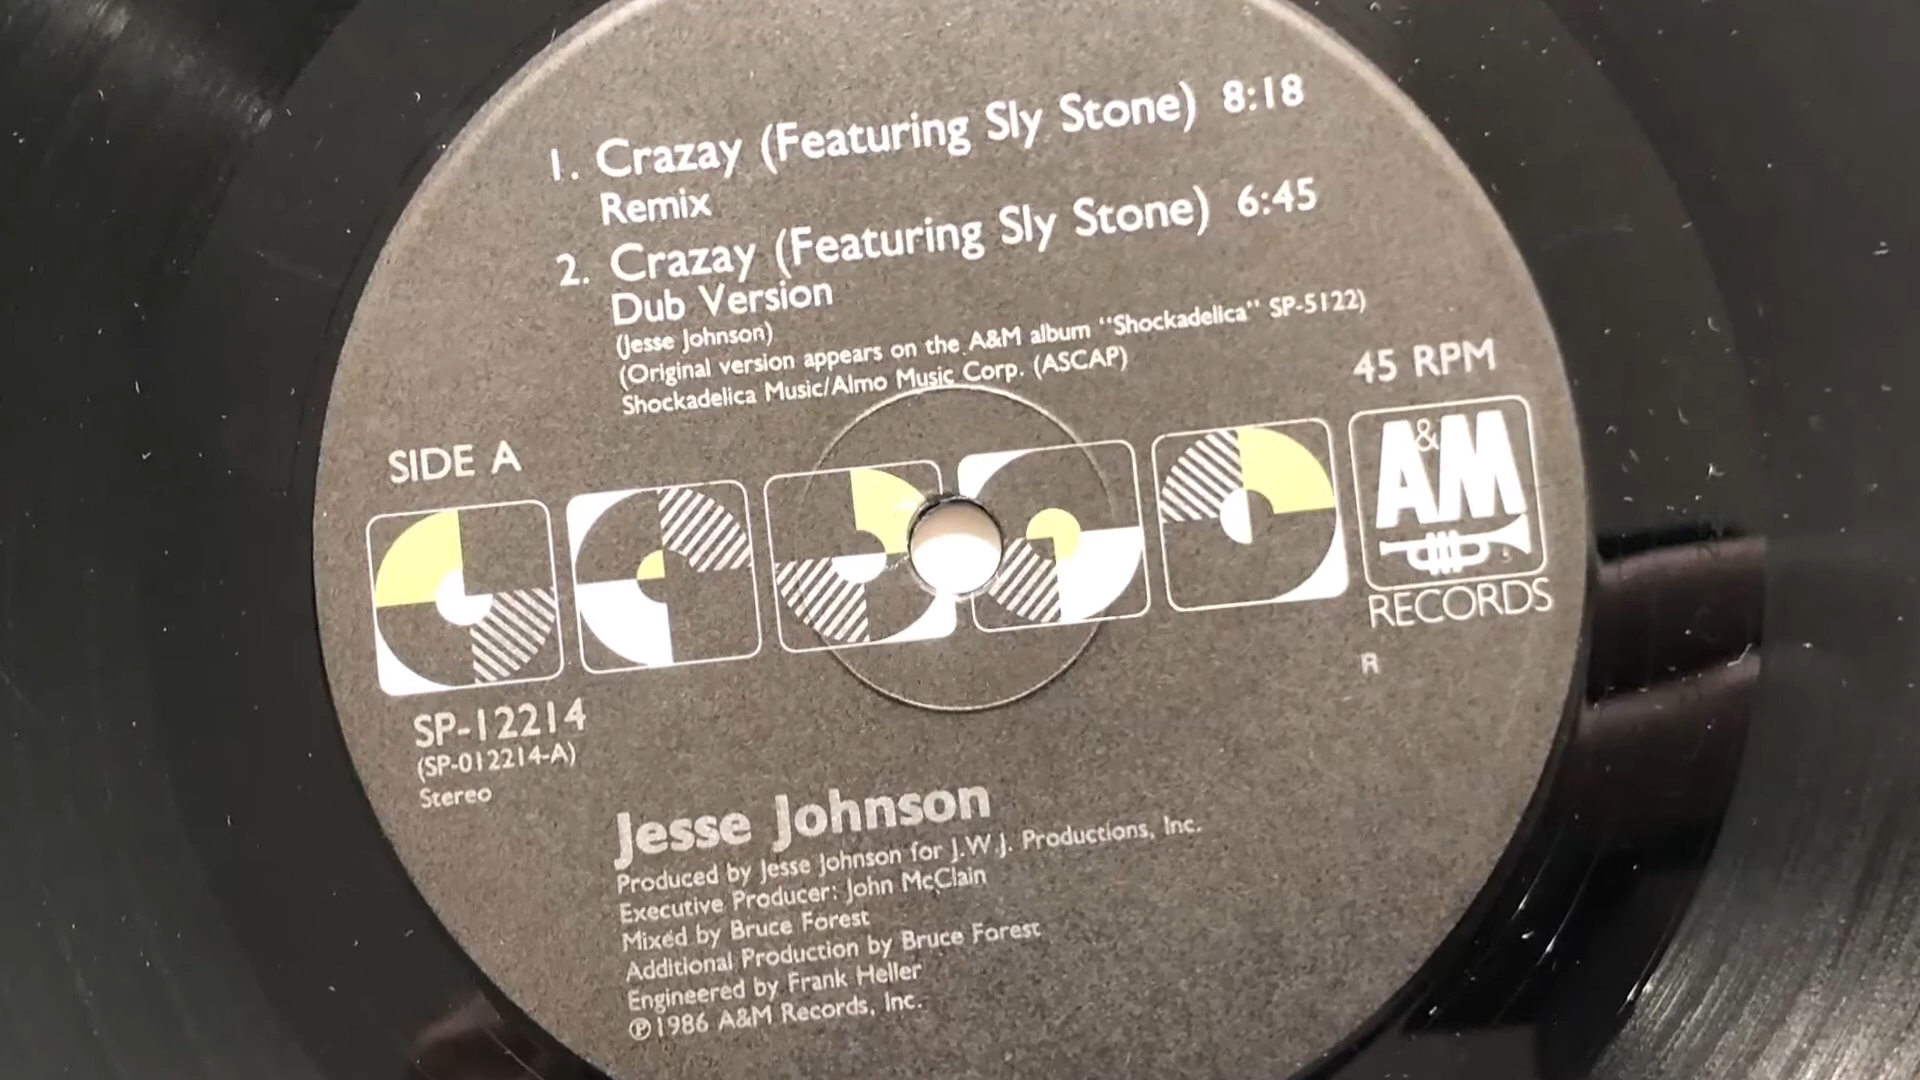 1. Crazay (Featuring Sly Stone) 8:18
Remix
2. Crazay (Featuring Sly Stone) 6:45
Dub Version
(Jesse Johnson)
(Original version appears on the A&M album "Shockadelica" SP-5122)
Shockadelica Music/Almo Music Corp. (ASCAP)
45 RPM
SIDE A
A&M
RECORDS
R
SP-12214
(SP-012214-A)
Stereo
Jesse Johnson
Produced by Jesse Johnson for J.W.J. Productions, Inc.
Executive Producer: John McClain
Mixed by Bruce Forest
Additional Production by Bruce Forest
Engineered by Frank Heller
℗1986 A&M Records, Inc.